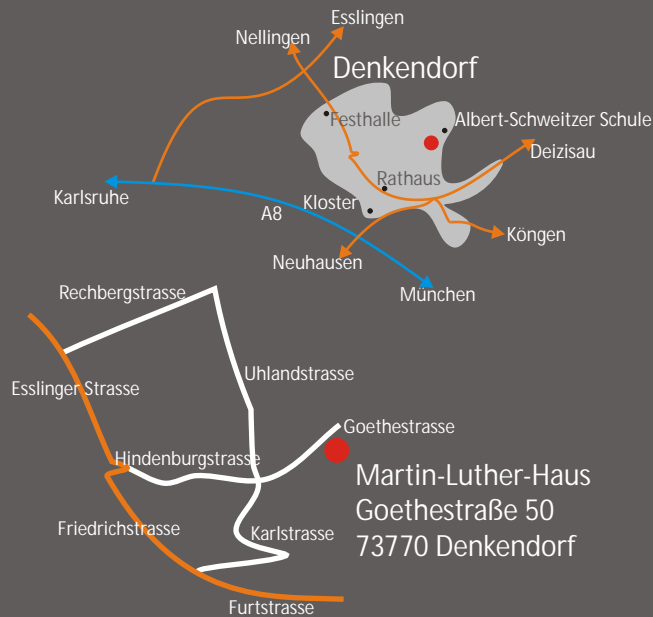 Esslingen
Nellingen
Denkendorf
Festhalle
Albert-Schweitzer Schule
Deizisau
Rathaus
Karlsruhe
Kloster
A8
Köngen
Neuhausen
München
Rechbergstrasse
Uhlandstrasse
Esslinger Strasse
Goethestrasse
Hindenburgstrasse
Martin-Luther-Haus
Goethestraße 50
73770 Denkendorf
Friedrichstrasse
Karlstrasse
Furtstrasse